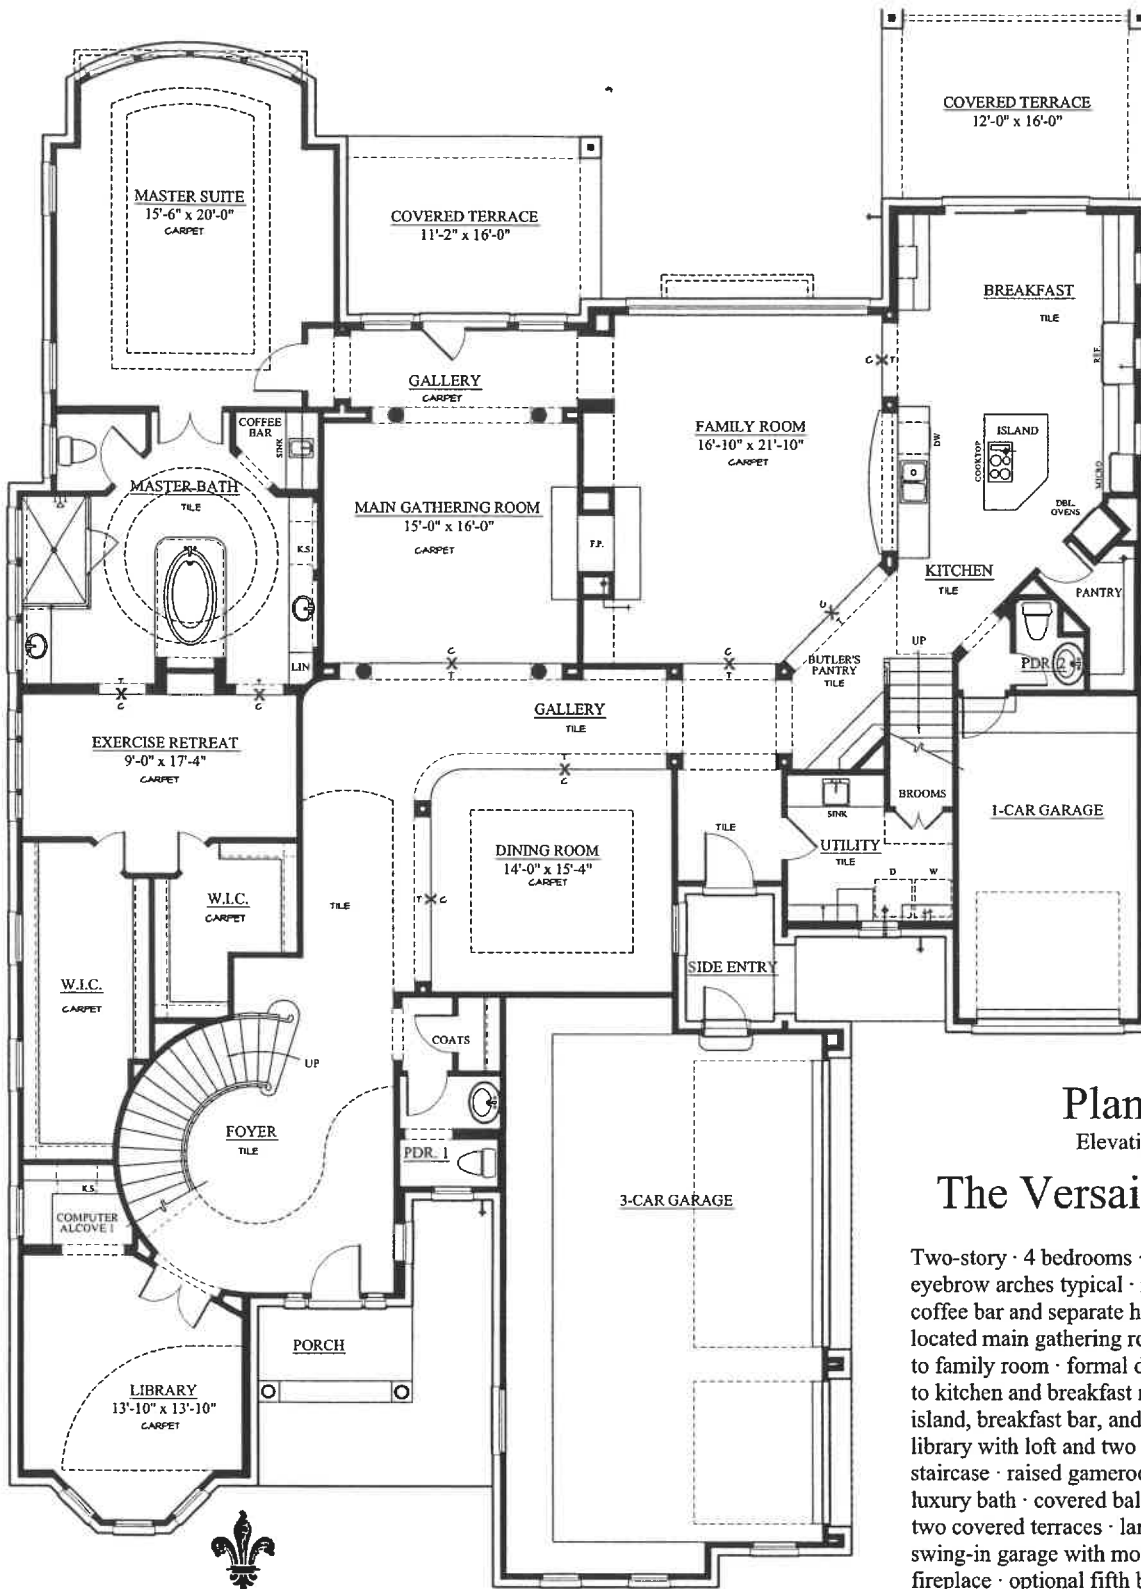 COVERED TERRACE
12'-0" x 16'-0"
MASTER SUITE
15'-6" x 20'-0"
CARPET
COVERED TERRACE
11'-2" x 16'-0"
BREAKFAST
TILE
REF.
C
T
GALLERY
CARPET
COFFEE
BAR
SINK
FAMILY ROOM
16'-10" x 21'-10"
CARPET
DW
ISLAND
COOKTOP
MICRO
DBL.
OVENS
MASTER BATH
TILE
MAIN GATHERING ROOM
15'-0" x 16'-0"
CARPET
K.S.
F.P.
KITCHEN
TILE
PANTRY
LIN
UP
PDR. 2
BUTLER'S
PANTRY
TILE
C
T
C
T
T
C
T
C
GALLERY
TILE
EXERCISE RETREAT
9'-0" x 17'-4"
CARPET
T
C
BROOMS
1-CAR GARAGE
SINK
UTILITY
TILE
D
W
TILE
DINING ROOM
14'-0" x 15'-4"
CARPET
T
C
W.I.C.
CARPET
TILE
W.I.C.
CARPET
SIDE ENTRY
COATS
UP
FOYER
TILE
PDR. 1
K.S.
COMPUTER
ALCOVE 1
3-CAR GARAGE
PORCH
LIBRARY
13'-10" x 13'-10"
CARPET
Plan
Elevati
The Versai
Two-story · 4 bedrooms ·
eyebrow arches typical ·
coffee bar and separate h
located main gathering ro
to family room · formal d
to kitchen and breakfast
island, breakfast bar, and
library with loft and two
staircase · raised gameroo
luxury bath · covered bal
two covered terraces · lar
swing-in garage with mo
fireplace · optional fifth b